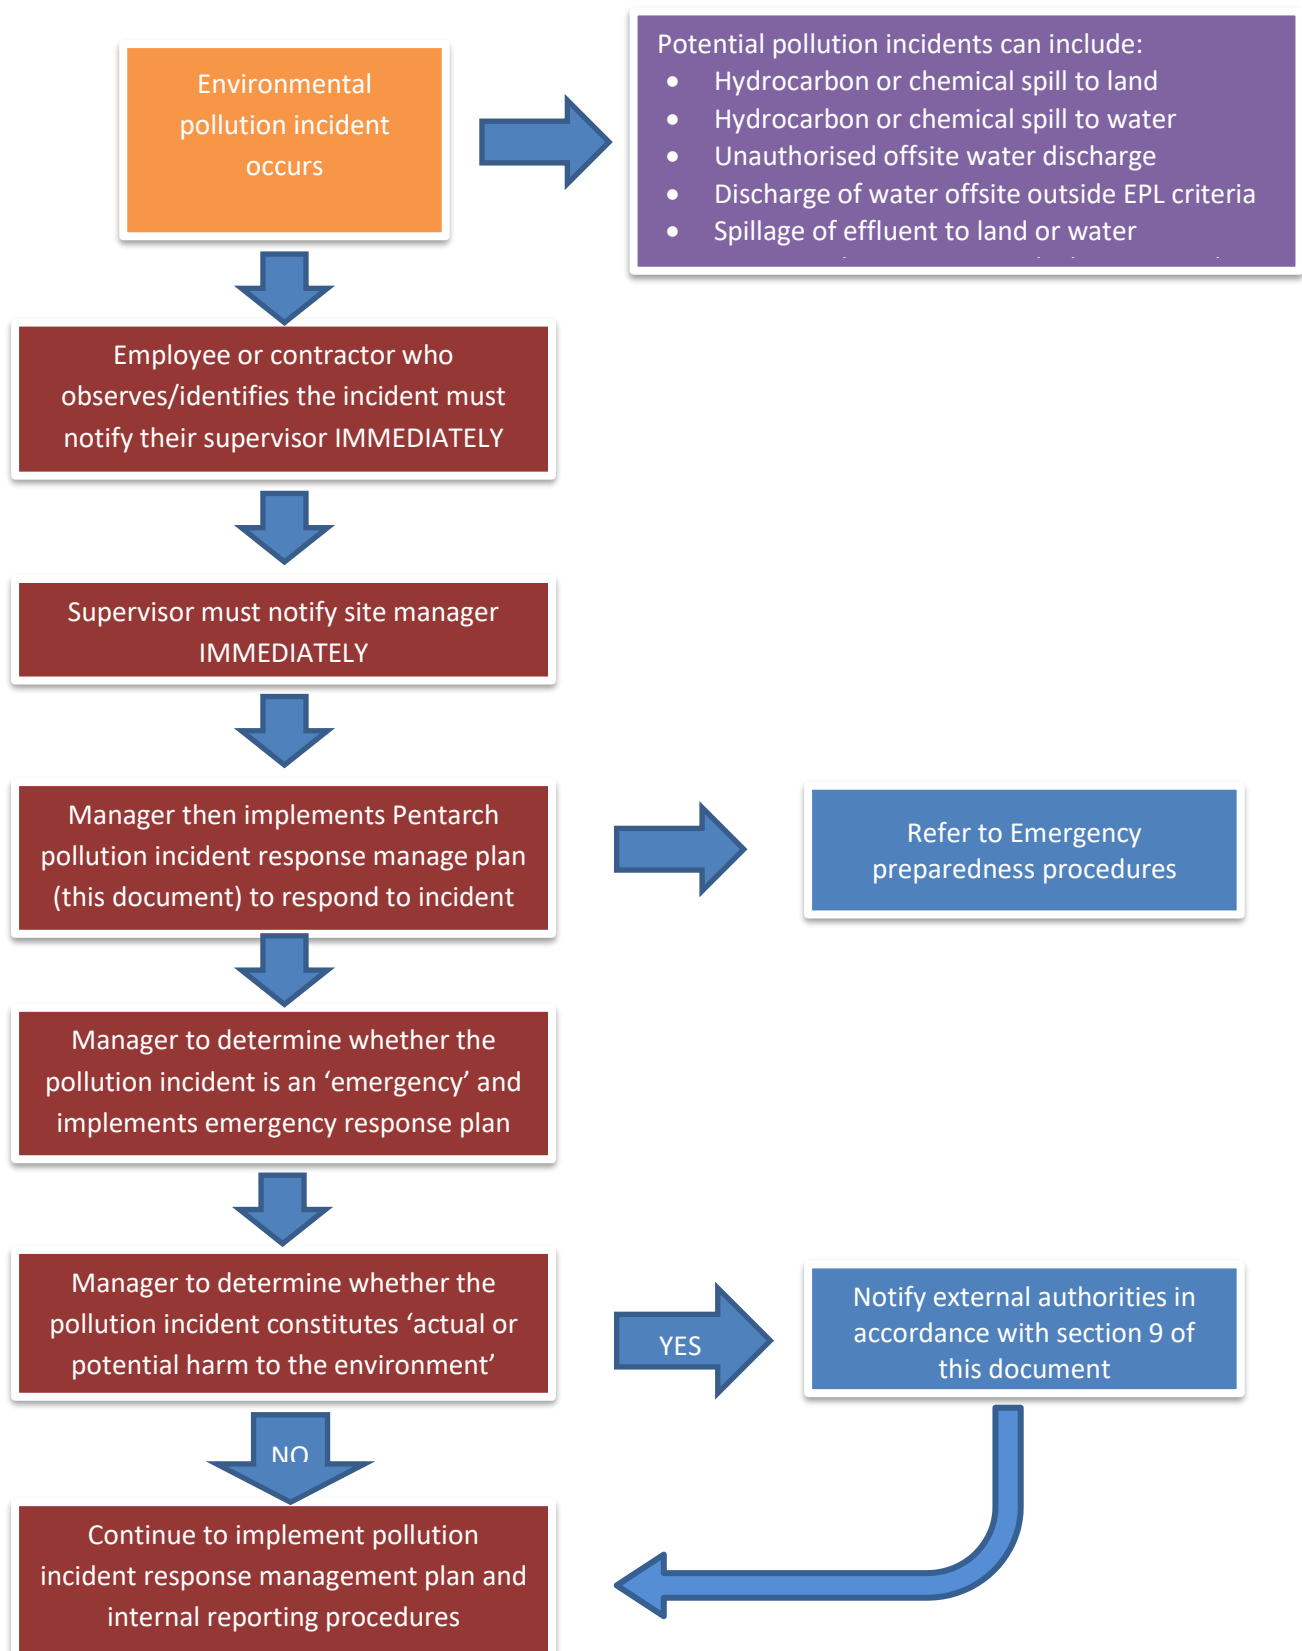 Environmental
pollution incident
occurs
Potential pollution incidents can include:
• Hydrocarbon or chemical spill to land
• Hydrocarbon or chemical spill to water
• Unauthorised offsite water discharge
• Discharge of water offsite outside EPL criteria
• Spillage of effluent to land or water
Employee or contractor who
observes/identifies the incident must
notify their supervisor IMMEDIATELY
Supervisor must notify site manager
IMMEDIATELY
Manager then implements Pentarch
pollution incident response manage plan
(this document) to respond to incident
Refer to Emergency
preparedness procedures
Manager to determine whether the
pollution incident is an ‘emergency’ and
implements emergency response plan
Manager to determine whether the
pollution incident constitutes ‘actual or
potential harm to the environment’
YES
Notify external authorities in
accordance with section 9 of
this document
NO
Continue to implement pollution
incident response management plan and
internal reporting procedures